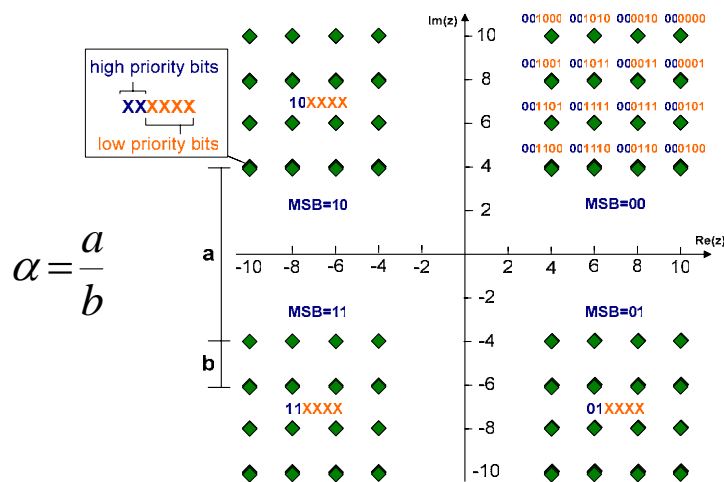 Im(z)
001000 001010 000010 000000
10
high priority bits
001001 001011 000011 000001
8
XXXXXX
10XXXX
001101 001111 000111 000101
6
low priority bits
001100 001110 000110 000100
4
MSB=10
2
MSB=00
Re(z)
α = a/b
a
-10 -8 -6 -4 2 4 6 8 10
-2
MSB=11
MSB=01
-4
b
-6
11XXXX
01XXXX
-8
-10